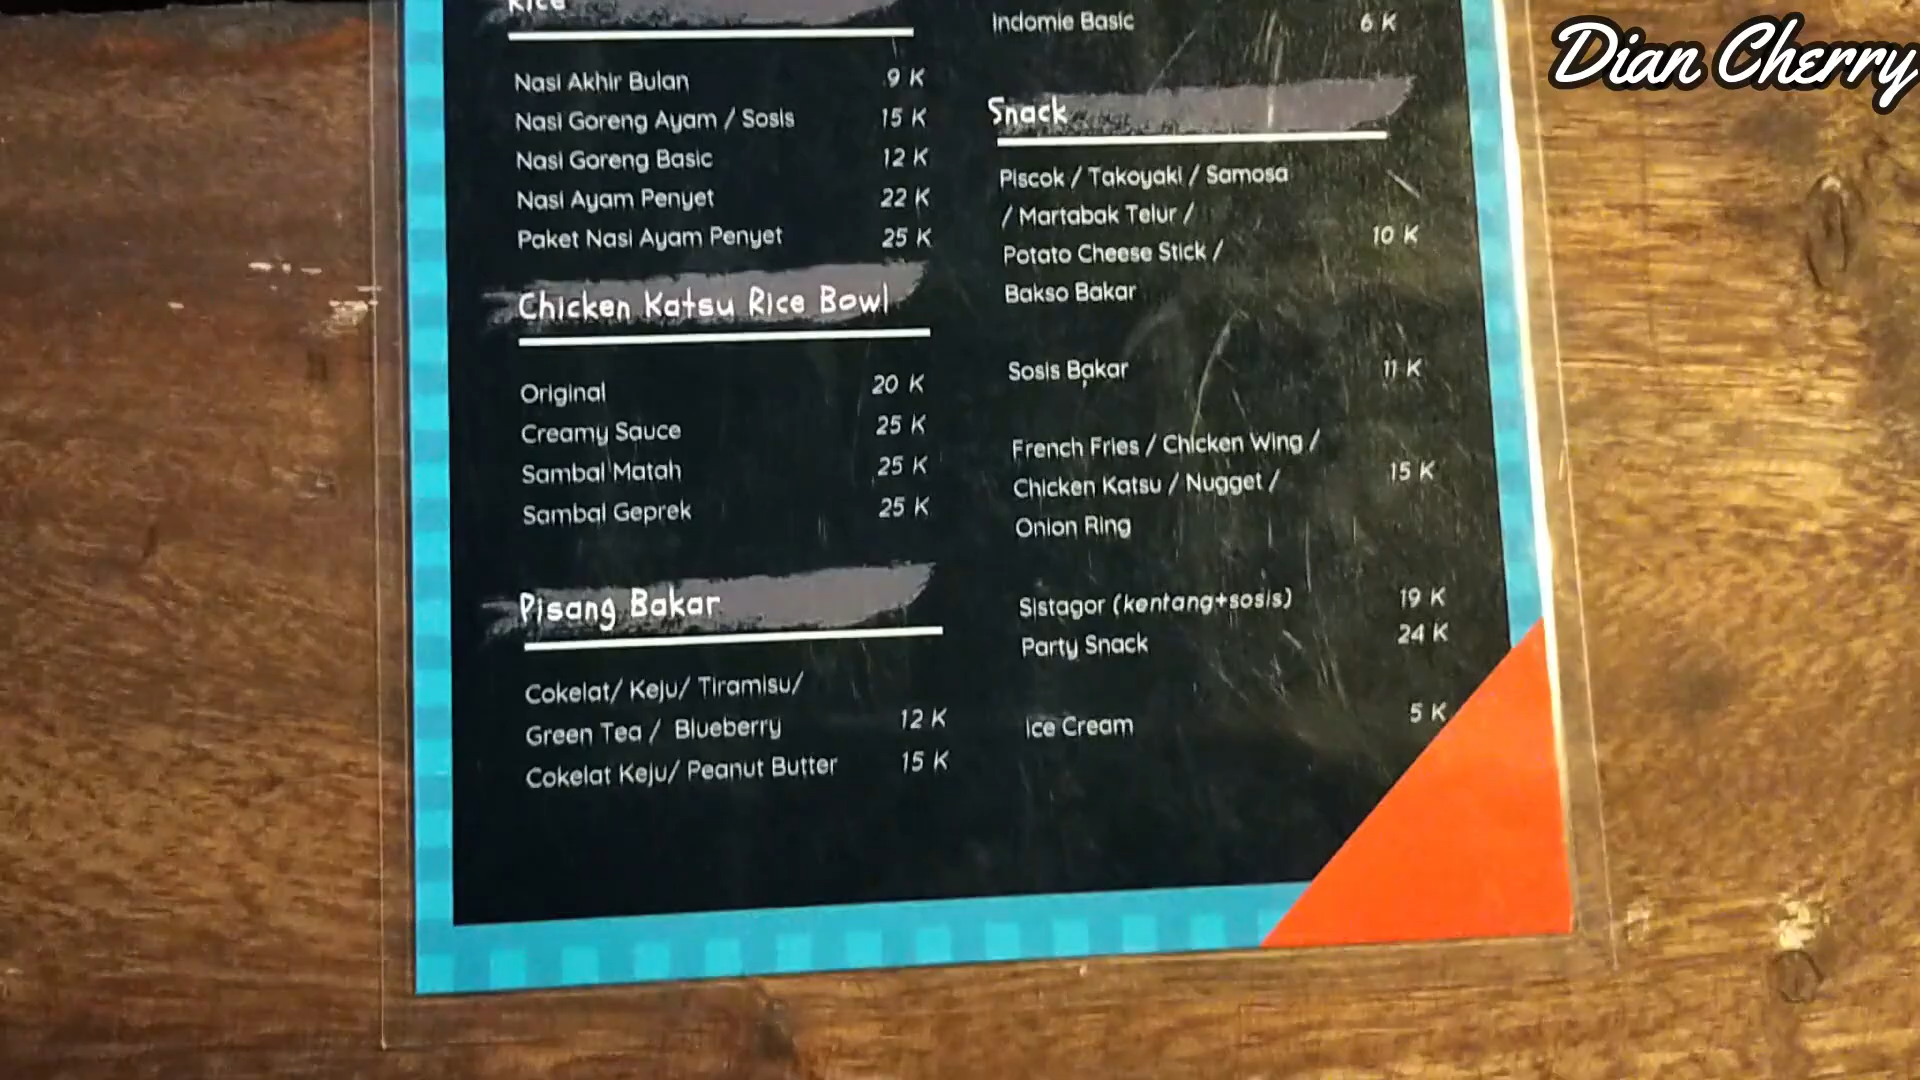 Rice
Nasi Akhir Bulan 9 K
Nasi Goreng Ayam / Sosis 15 K
Nasi Goreng Basic 12 K
Nasi Ayam Penyet 22 K
Paket Nasi Ayam Penyet 25 K
Chicken Katsu Rice Bowl
Original 20 K
Creamy Sauce 25 K
Sambal Matah 25 K
Sambal Geprek 25 K
Pisang Bakar
Cokelat/ Keju/ Tiramisu/
Green Tea / Blueberry 12 K
Cokelat Keju/ Peanut Butter 15 K
Indomie Basic 6 K
Snack
Piscok / Takoyaki / Samosa
/ Martabak Telur /
Potato Cheese Stick / 10 K
Bakso Bakar
Sosis Bakar 11 K
French Fries / Chicken Wing /
Chicken Katsu / Nugget / 15 K
Onion Ring
Sistagor (kentang+sosis) 19 K
Party Snack 24 K
Ice Cream 5 K
Dian Cherry